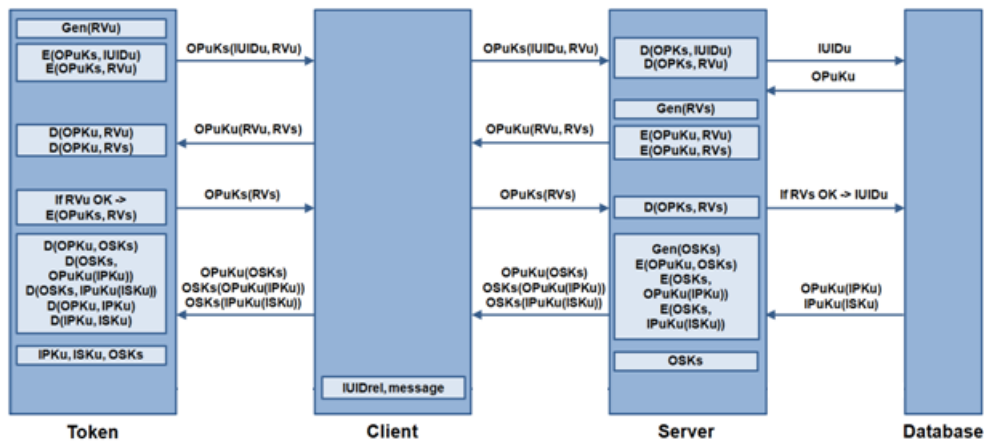 Gen(RVu)
E(OPuKs, IUIDu)
E(OPuKs, RVu)
OPuKs(IUIDu, RVu)
OPuKs(IUIDu, RVu)
D(OPKs, IUIDu)
D(OPKs, RVu)
IUIDu
OPuKu
Gen(RVs)
D(OPKu, RVu)
D(OPKu, RVs)
OPuKu(RVu, RVs)
OPuKu(RVu, RVs)
E(OPuKu, RVu)
E(OPuKu, RVs)
If RVu OK ->
E(OPuKs, RVs)
OPuKs(RVs)
OPuKs(RVs)
D(OPKs, RVs)
If RVs OK -> IUIDu
D(OPKu, OSKs)
D(OSKs,
OPuKu(IPKu))
D(OSKs, IPuKu(ISKu))
D(OPKu, IPKu)
D(IPKu, ISKu)
OPuKu(OSKs)
OSKs(OPuKu(IPKu))
OSKs(IPuKu(ISKu))
OPuKu(OSKs)
OSKs(OPuKu(IPKu))
OSKs(IPuKu(ISKu))
Gen(OSKs)
E(OPuKu, OSKs)
E(OSKs,
OPuKu(IPKu))
E(OSKs,
IPuKu(ISKu))
OPuKu(IPKu)
IPuKu(ISKu)
IPKu, ISKu, OSKs
OSKs
IUIDrel, message
Token
Client
Server
Database